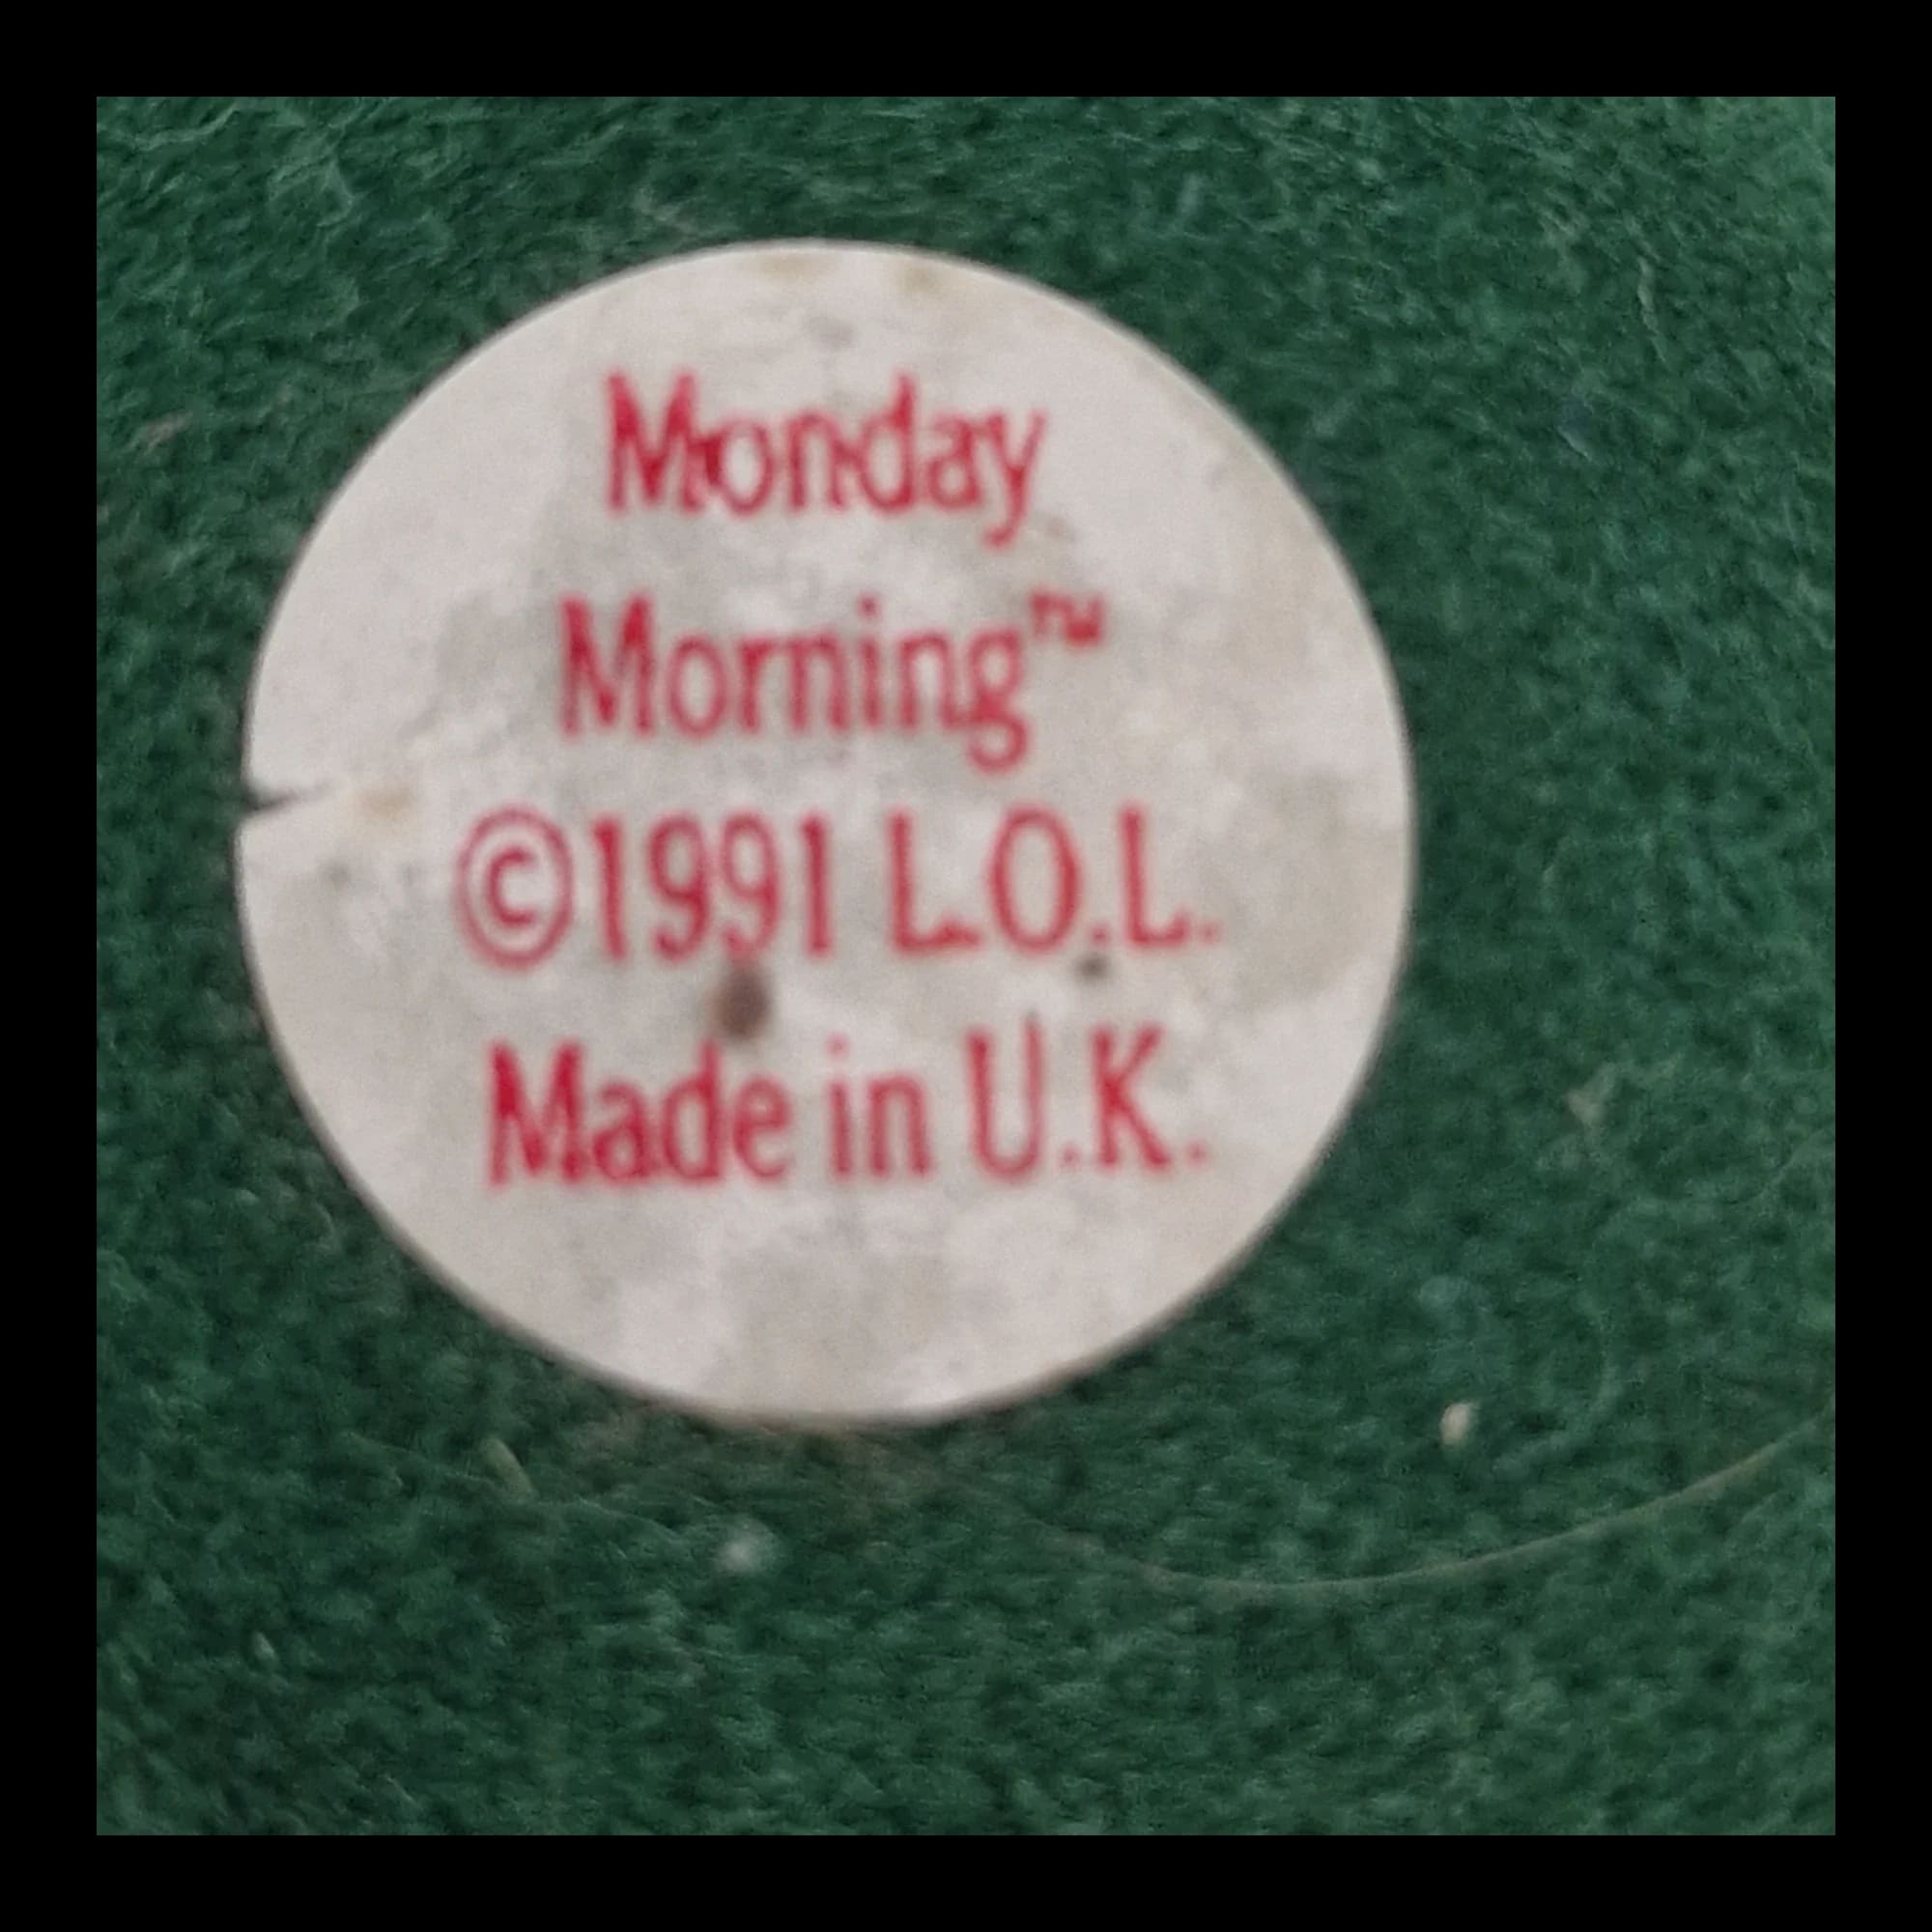 Monday
Morning™
©1991 L.O.L.
Made in U.K.